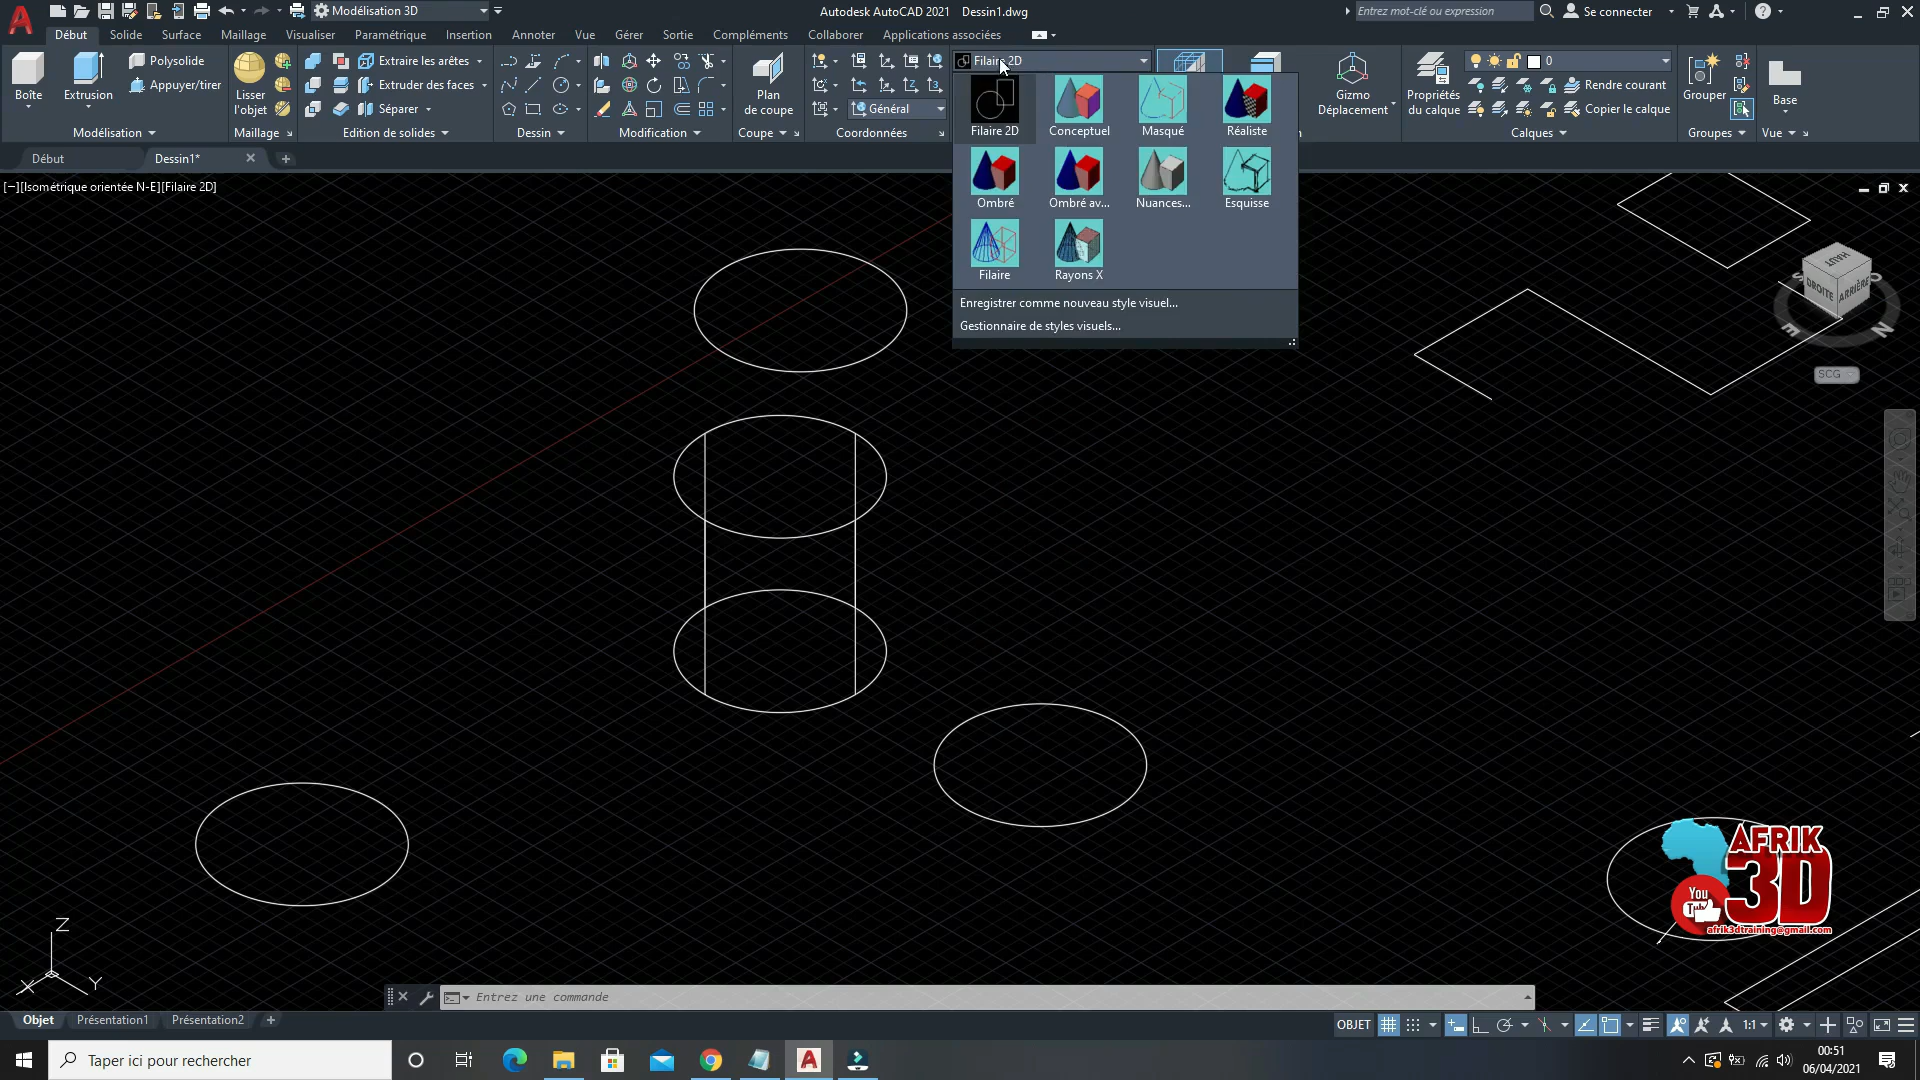 Modélisation 3D
Autodesk AutoCAD 2021 Dessin1.dwg
Entrez mot-clé ou expression
Se connecter
Début Solide Surface Maillage Visualiser Paramétrique Insertion Annoter Vue Gérer Sortie Compléments Collaborer Applications associées
Boîte
Extrusion
Polysolide
Appuyer/tirer
Modélisation
Lisser
l'objet
Maillage
Extraire les arêtes
Extruder des faces
Séparer
Edition de solides
Dessin
Modification
Plan
de coupe
Coupe
Général
Coordonnées
Filaire 2D
Gizmo
Déplacement
Propriétés
du calque
0
Rendre courant
Copier le calque
Calques
Grouper
Groupes
Base
Vue
Filaire 2D Conceptuel Masqué Réaliste
Ombré Ombré av... Nuances... Esquisse
Filaire Rayons X
Enregistrer comme nouveau style visuel...
Gestionnaire de styles visuels...
Début
Dessin1*
[−][Isométrique orientée N-E][Filaire 2D]
HAUT
DROITE
ARRIÈRE
S
O
E
N
SCG
AFRIK
3D
You
Tube
afrik3dtraining@gmail.com
Z
X
Y
Entrez une commande
Objet Présentation1 Présentation2
OBJET
1:1
Taper ici pour rechercher
00:51
06/04/2021